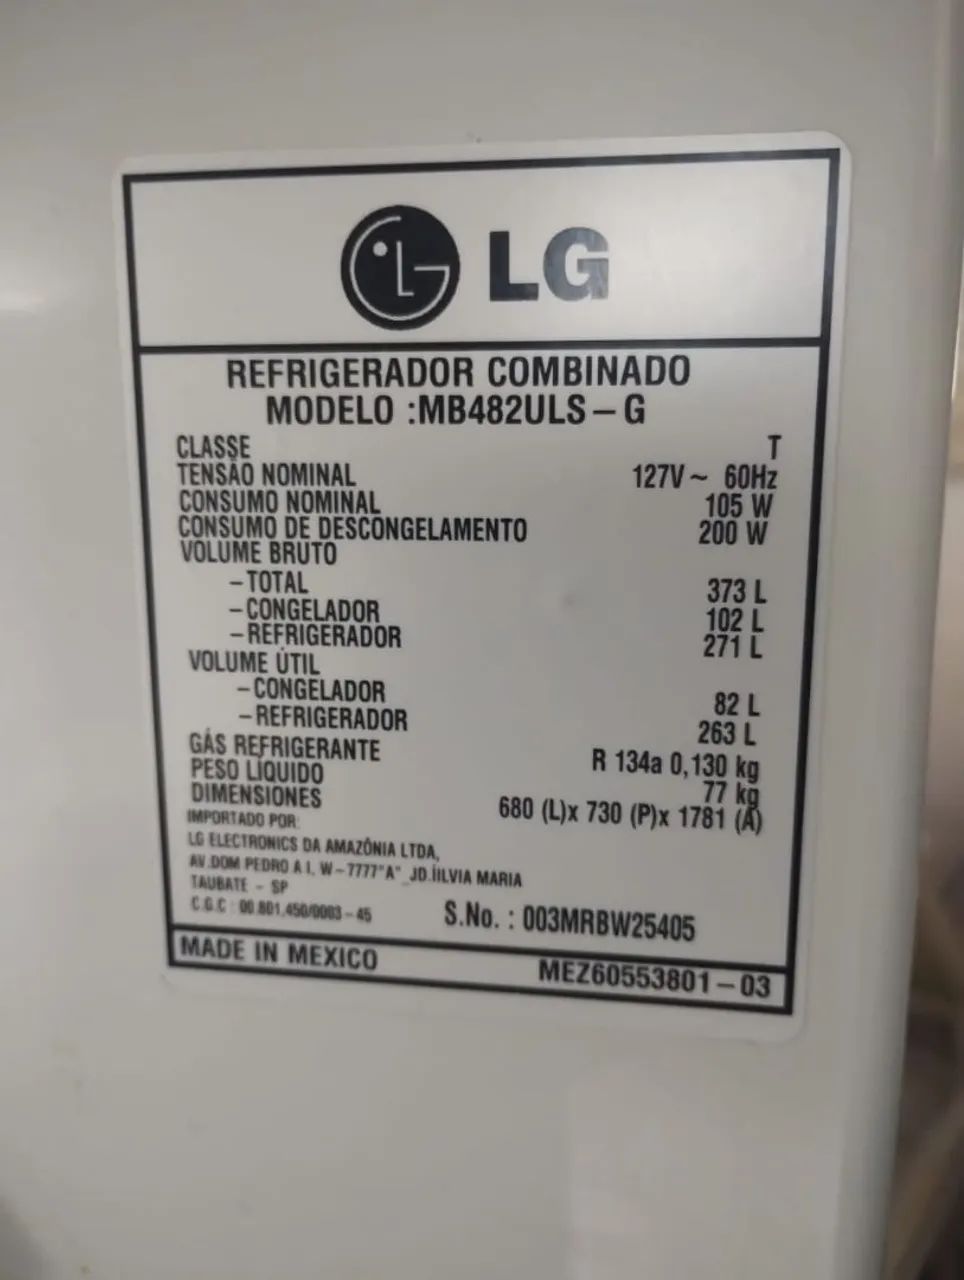 LG
REFRIGERADOR COMBINADO
MODELO :MB482ULS-G
CLASSE T
TENSÃO NOMINAL 127V~ 60Hz
CONSUMO NOMINAL 105 W
CONSUMO DE DESCONGELAMENTO 200 W
VOLUME BRUTO
-TOTAL 373 L
-CONGELADOR 102 L
-REFRIGERADOR 271 L
VOLUME ÚTIL
-CONGELADOR 82 L
-REFRIGERADOR 263 L
GÁS REFRIGERANTE R 134a 0,130 kg
PESO LÍQUIDO 77 kg
DIMENSIONES 680 (L)x 730 (P)x 1781 (A)
IMPORTADO POR:
LG ELECTRONICS DA AMAZÔNIA LTDA,
AV.DOM PEDRO A I, W-7777"A" JD.ÍILVIA MARIA
TAUBATE - SP
C.G.C : 00.801.450/0003-45 S.No. : 003MRBW25405
MADE IN MEXICO MEZ60553801-03